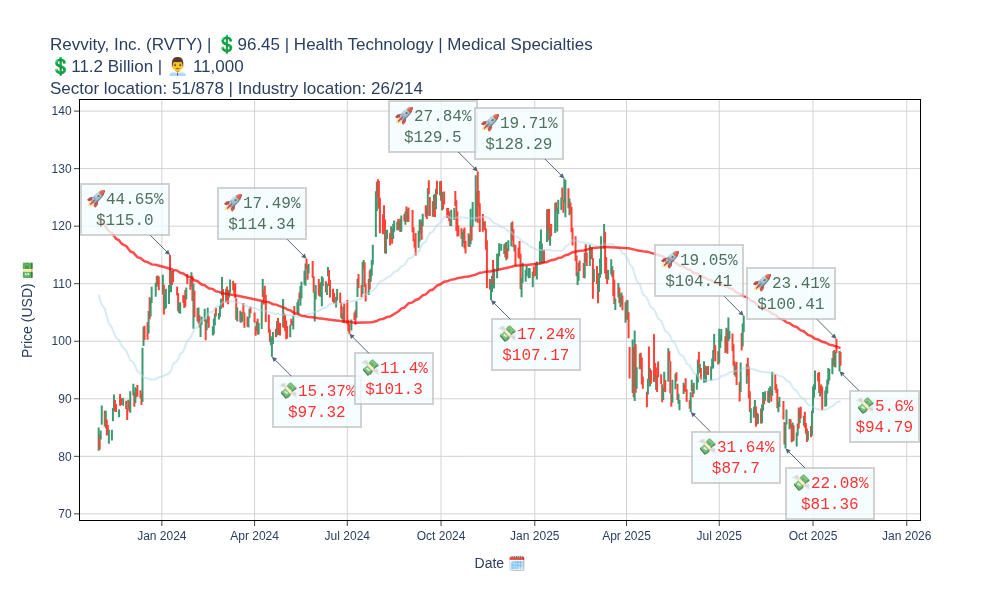 Revvity, Inc. (RVTY) | 💲96.45 | Health Technology | Medical Specialties
💲11.2 Billion | 👨‍💼 11,000
Sector location: 51/878 | Industry location: 26/214
🚀27.84%
$129.5
🚀19.71%
$128.29
🚀44.65%
$115.0
🚀17.49%
$114.34
🚀19.05%
$104.41
🚀23.41%
$100.41
💸17.24%
$107.17
💸11.4%
$101.3
💸15.37%
$97.32
💸5.6%
$94.79
💸31.64%
$87.7
💸22.08%
$81.36
140
130
120
110
100
90
80
70
Price (USD) 💵
Jan 2024
Apr 2024
Jul 2024
Oct 2024
Jan 2025
Apr 2025
Jul 2025
Oct 2025
Jan 2026
Date 🗓️